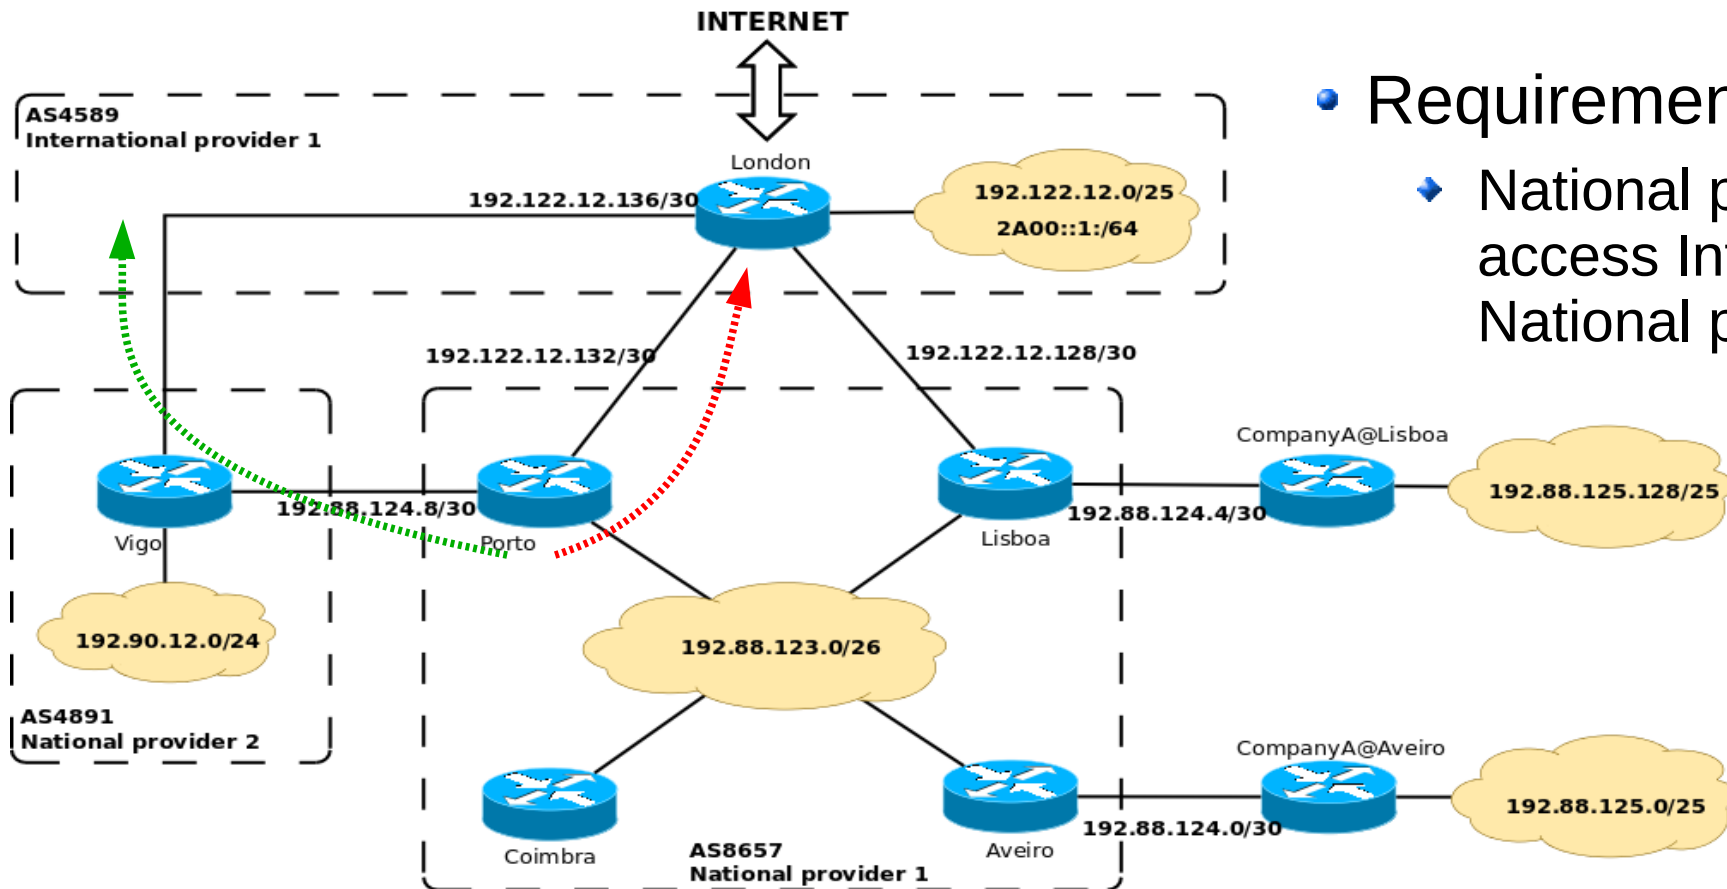 INTERNET
AS4589
International provider 1
London
192.122.12.136/30
192.122.12.0/25
2A00::1:/64
192.122.12.132/30
192.122.12.128/30
Vigo
192.88.124.8/30
Porto
Lisboa
192.88.124.4/30
CompanyA@Lisboa
192.88.125.128/25
192.90.12.0/24
192.88.123.0/26
AS4891
National provider 2
Coimbra
AS8657
National provider 1
Aveiro
192.88.124.0/30
CompanyA@Aveiro
192.88.125.0/25
National
access
National